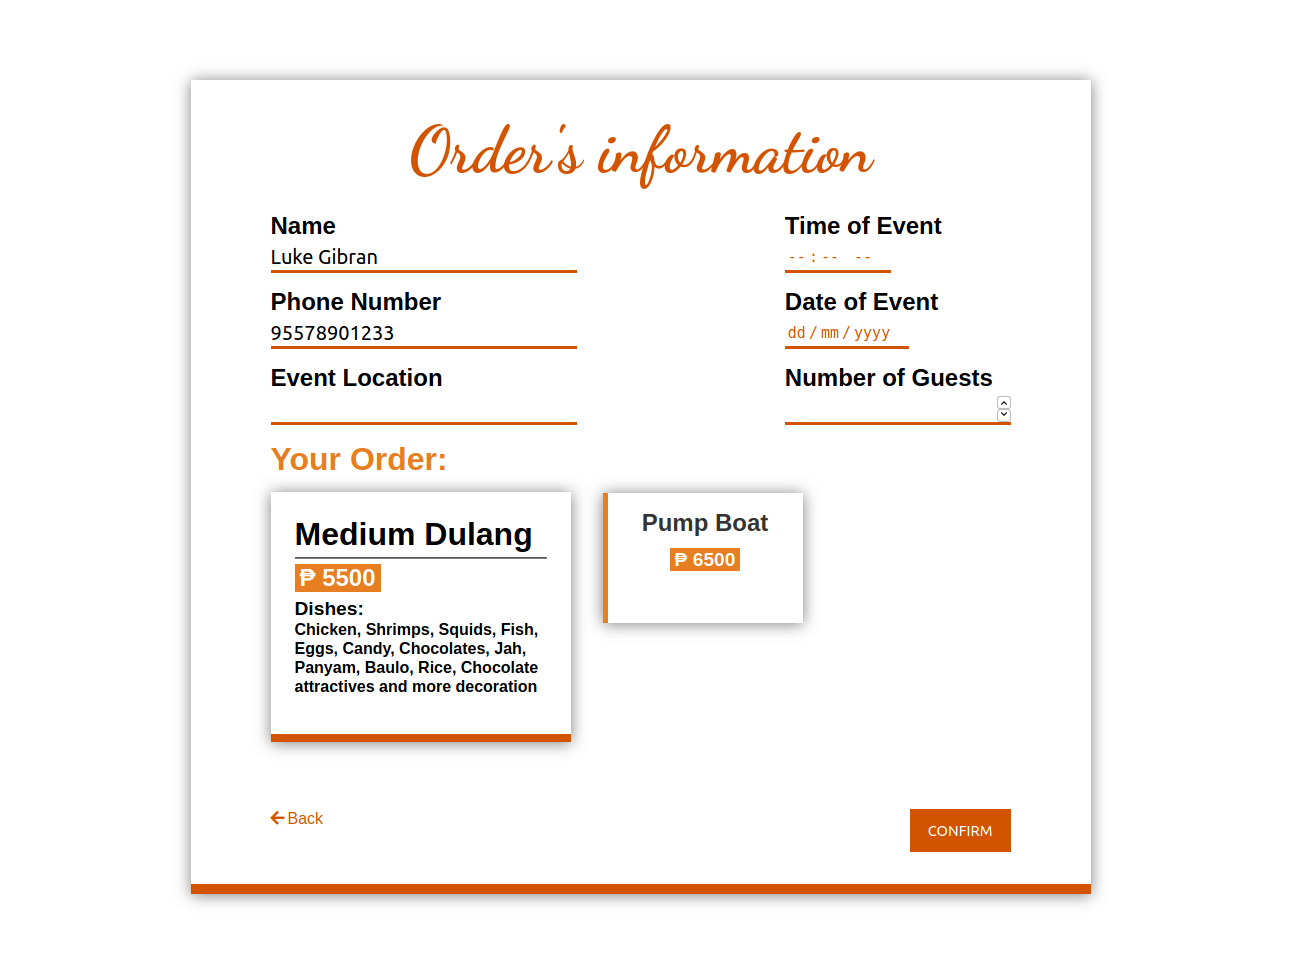 Order's information
Name
Luke Gibran
Time of Event
-- : -- --
Phone Number
95578901233
Date of Event
dd / mm / yyyy
Event Location
Number of Guests
Your Order:
Medium Dulang
₱ 5500
Dishes:
Chicken, Shrimps, Squids, Fish,
Eggs, Candy, Chocolates, Jah,
Panyam, Baulo, Rice, Chocolate
attractives and more decoration
Pump Boat
₱ 6500
Back
CONFIRM